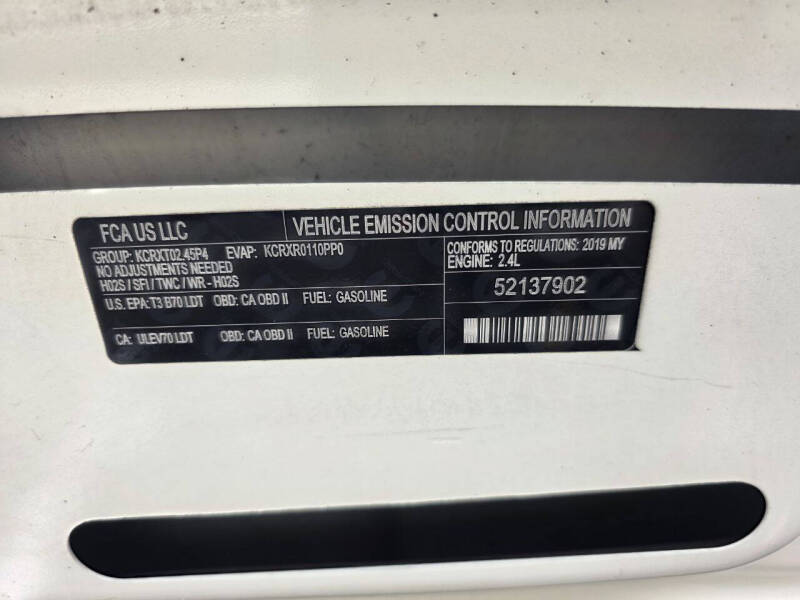 FCA US LLC
VEHICLE EMISSION CONTROL INFORMATION
GROUP: KCRXT02.45P4 EVAP: KCRXR0110PP0
NO ADJUSTMENTS NEEDED
H02S / SFI / TWC / WR - H02S
U.S. EPA: T3 B70 LDT OBD: CA OBD II FUEL: GASOLINE
CA: ULEV70 LDT OBD: CA OBD II FUEL: GASOLINE
CONFORMS TO REGULATIONS: 2019 MY
ENGINE: 2.4L
52137902